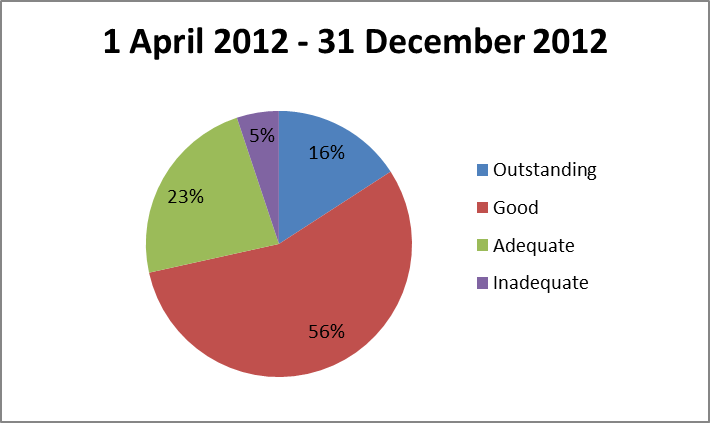 1 April 2012 - 31 December 2012
5%
16%
23%
56%
Outstanding
Good
Adequate
Inadequate